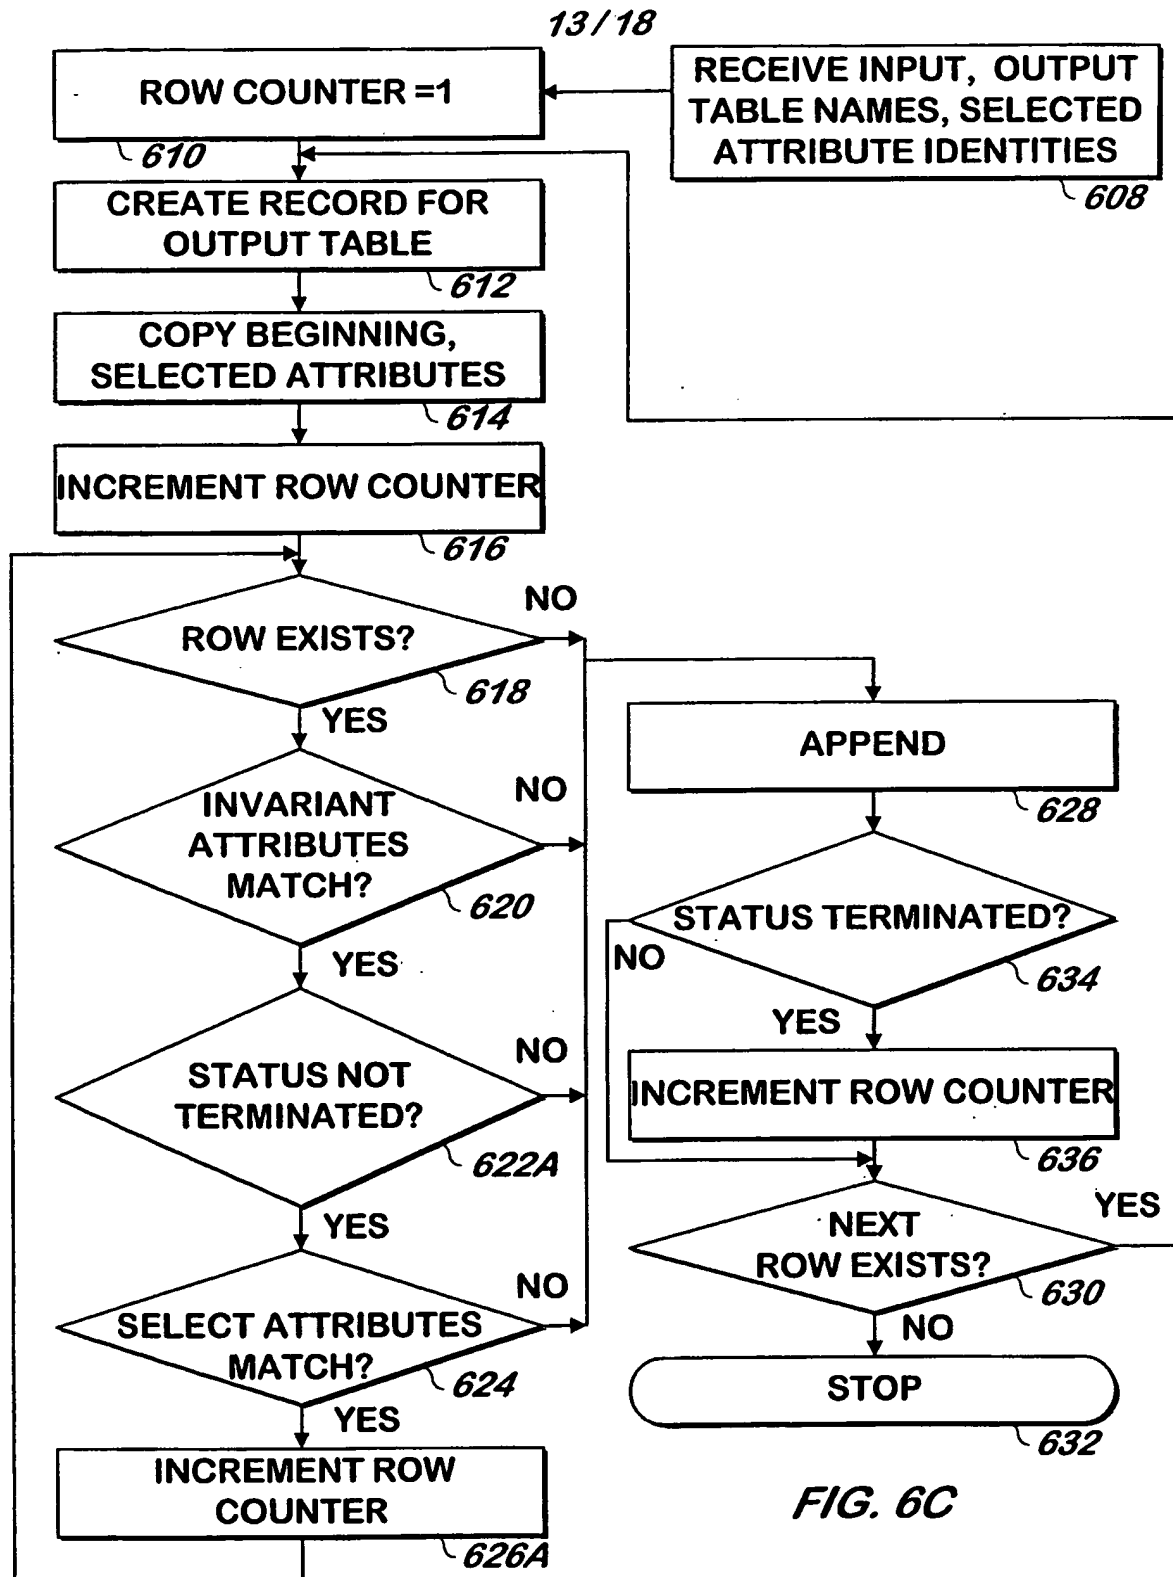 13/18
RECEIVE INPUT, OUTPUT
TABLE NAMES, SELECTED
ATTRIBUTE IDENTITIES
608
ROW COUNTER =1
610
CREATE RECORD FOR
OUTPUT TABLE
612
COPY BEGINNING,
SELECTED ATTRIBUTES
614
INCREMENT ROW COUNTER
616
ROW EXISTS?
NO
618
YES
INVARIANT
ATTRIBUTES
MATCH?
NO
620
YES
STATUS NOT
TERMINATED?
NO
622A
YES
SELECT ATTRIBUTES
MATCH?
NO
624
YES
INCREMENT ROW
COUNTER
626A
APPEND
628
STATUS TERMINATED?
NO
634
YES
INCREMENT ROW COUNTER
636
NEXT
ROW EXISTS?
YES
630
NO
STOP
632
FIG. 6C